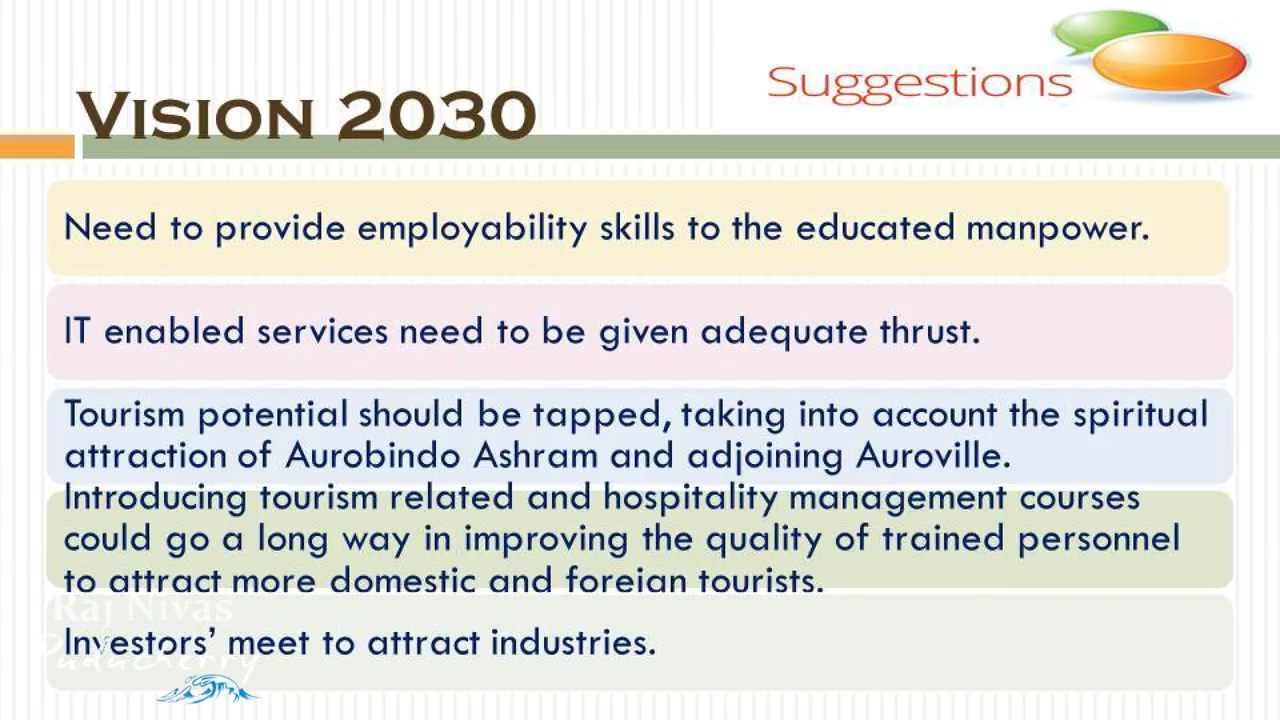 Suggestions
VISION 2030
Need to provide employability skills to the educated manpower.
IT enabled services need to be given adequate thrust.
Tourism potential should be tapped, taking into account the spiritual
attraction of Aurobindo Ashram and adjoining Auroville.
Introducing tourism related and hospitality management courses
could go a long way in improving the quality of trained personnel
to attract more domestic and foreign tourists.
Raj Nivas
Investors’ meet to attract industries.
Puducherry